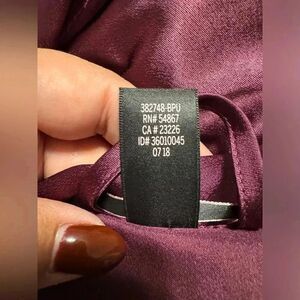 382748-BPU
RN# 54867
CA # 23226
ID# 36010045
07 18